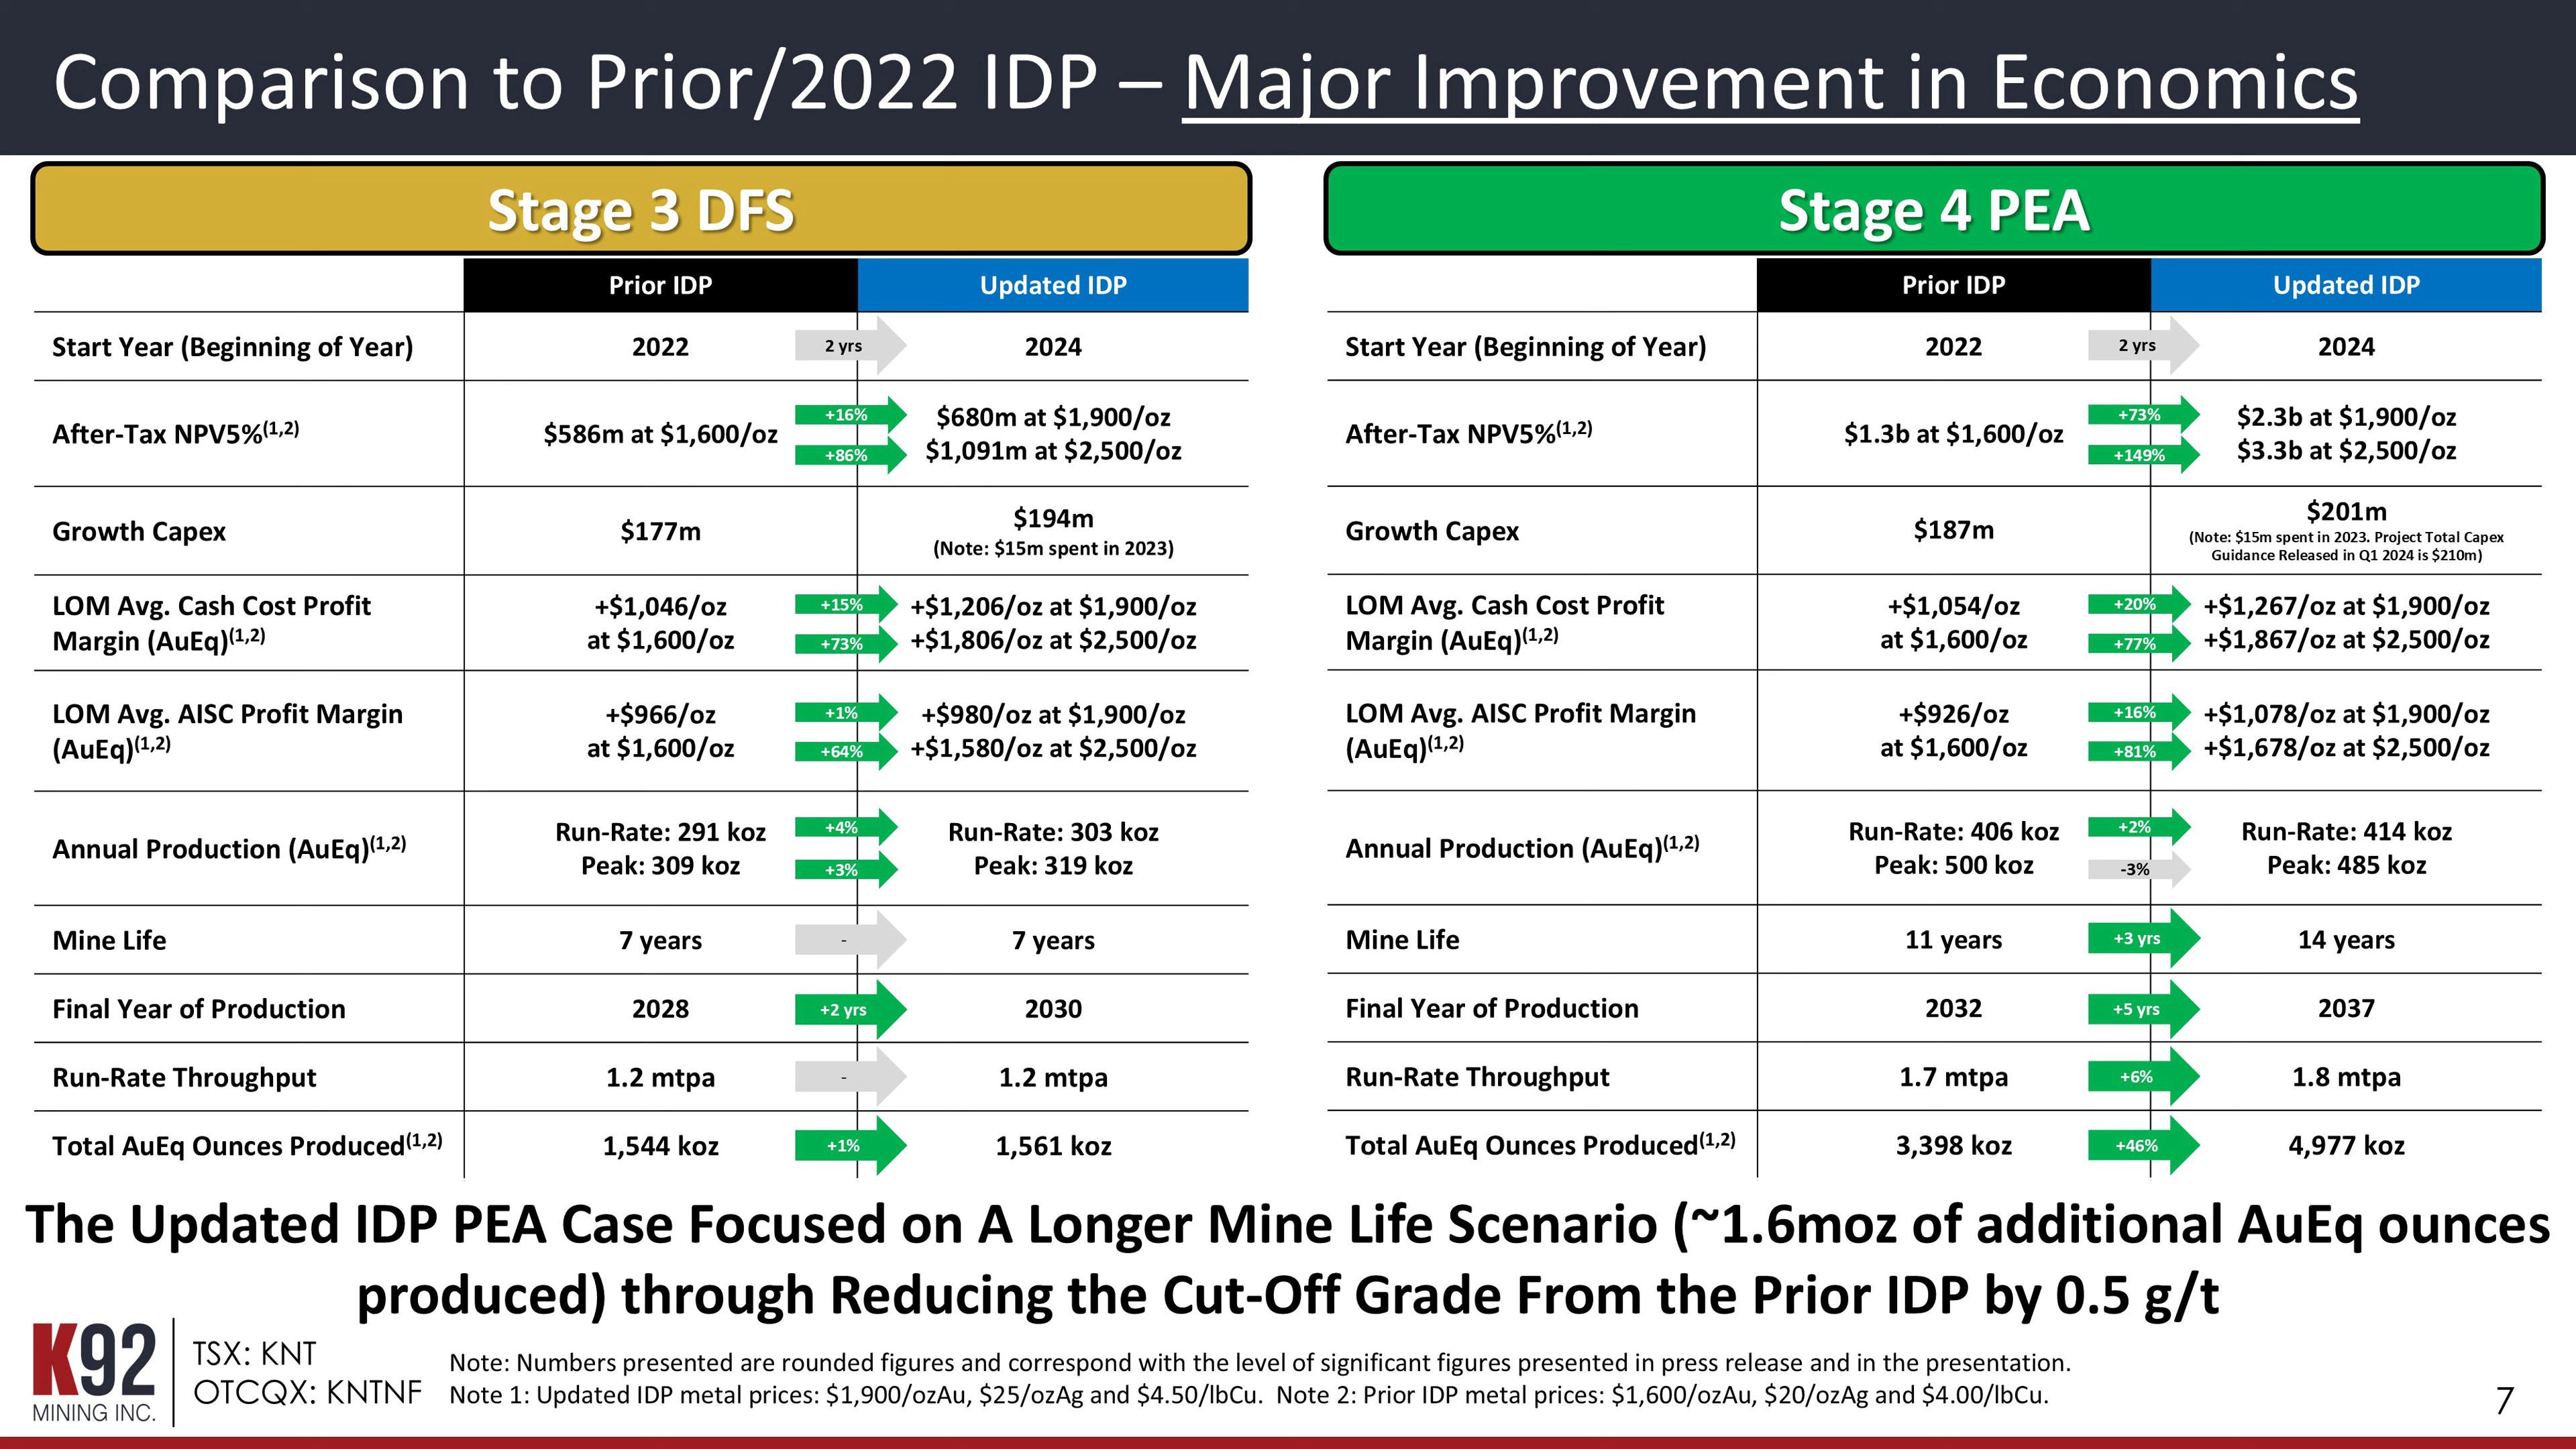 Comparison to Prior/2022 IDP – Major Improvement in Economics
Stage 3 DFS
Prior IDP
Updated IDP
Start Year (Beginning of Year)
2022
2 yrs
2024
After-Tax NPV5%(1,2)
$586m at $1,600/oz
+16%
+86%
$680m at $1,900/oz
$1,091m at $2,500/oz
Growth Capex
$177m
$194m
(Note: $15m spent in 2023)
LOM Avg. Cash Cost Profit
Margin (AuEq)(1,2)
+$1,046/oz
at $1,600/oz
+15%
+73%
+$1,206/oz at $1,900/oz
+$1,806/oz at $2,500/oz
LOM Avg. AISC Profit Margin
(AuEq)(1,2)
+$966/oz
at $1,600/oz
+1%
+64%
+$980/oz at $1,900/oz
+$1,580/oz at $2,500/oz
Annual Production (AuEq)(1,2)
Run-Rate: 291 koz
Peak: 309 koz
+4%
+3%
Run-Rate: 303 koz
Peak: 319 koz
Mine Life
7 years
-
7 years
Final Year of Production
2028
+2 yrs
2030
Run-Rate Throughput
1.2 mtpa
-
1.2 mtpa
Total AuEq Ounces Produced(1,2)
1,544 koz
+1%
1,561 koz
Stage 4 PEA
Prior IDP
Updated IDP
Start Year (Beginning of Year)
2022
2 yrs
2024
After-Tax NPV5%(1,2)
$1.3b at $1,600/oz
+73%
+149%
$2.3b at $1,900/oz
$3.3b at $2,500/oz
Growth Capex
$187m
$201m
(Note: $15m spent in 2023. Project Total Capex
Guidance Released in Q1 2024 is $210m)
LOM Avg. Cash Cost Profit
Margin (AuEq)(1,2)
+$1,054/oz
at $1,600/oz
+20%
+77%
+$1,267/oz at $1,900/oz
+$1,867/oz at $2,500/oz
LOM Avg. AISC Profit Margin
(AuEq)(1,2)
+$926/oz
at $1,600/oz
+16%
+81%
+$1,078/oz at $1,900/oz
+$1,678/oz at $2,500/oz
Annual Production (AuEq)(1,2)
Run-Rate: 406 koz
Peak: 500 koz
+2%
-3%
Run-Rate: 414 koz
Peak: 485 koz
Mine Life
11 years
+3 yrs
14 years
Final Year of Production
2032
+5 yrs
2037
Run-Rate Throughput
1.7 mtpa
+6%
1.8 mtpa
Total AuEq Ounces Produced(1,2)
3,398 koz
+46%
4,977 koz
The Updated IDP PEA Case Focused on A Longer Mine Life Scenario (~1.6moz of additional AuEq ounces
produced) through Reducing the Cut-Off Grade From the Prior IDP by 0.5 g/t
K92
MINING INC.
TSX: KNT
OTCQX: KNTNF
Note: Numbers presented are rounded figures and correspond with the level of significant figures presented in press release and in the presentation.
Note 1: Updated IDP metal prices: $1,900/ozAu, $25/ozAg and $4.50/lbCu. Note 2: Prior IDP metal prices: $1,600/ozAu, $20/ozAg and $4.00/lbCu.
7